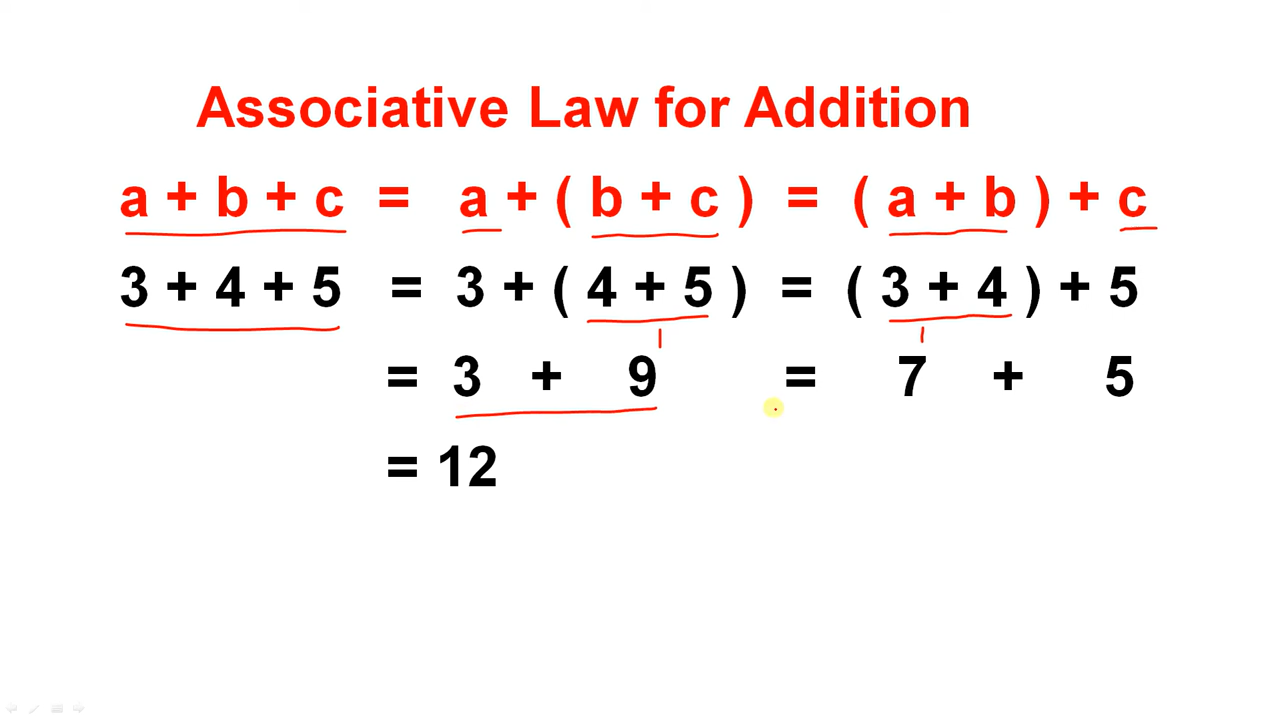 Associative Law for Addition
a + b + c = a + ( b + c ) = ( a + b ) + c
3 + 4 + 5 = 3 + ( 4 + 5 ) = ( 3 + 4 ) + 5
= 3 + 9 = 7 + 5
= 12